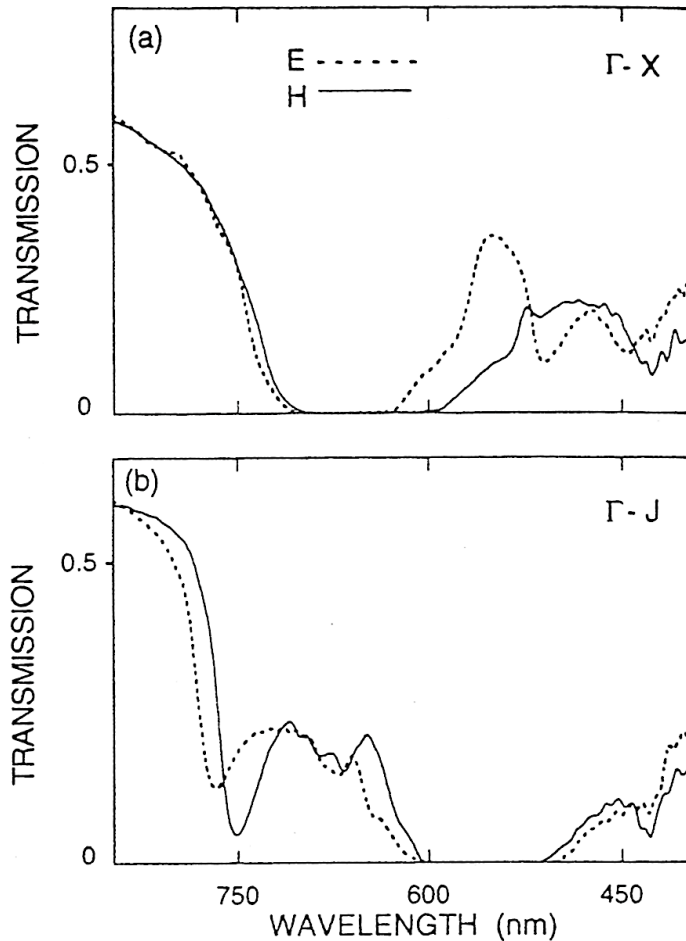 (a)
E
H
Γ- X
0.5
0
TRANSMISSION
(b)
Γ- J
0.5
0
TRANSMISSION
750 600 450
WAVELENGTH (nm)